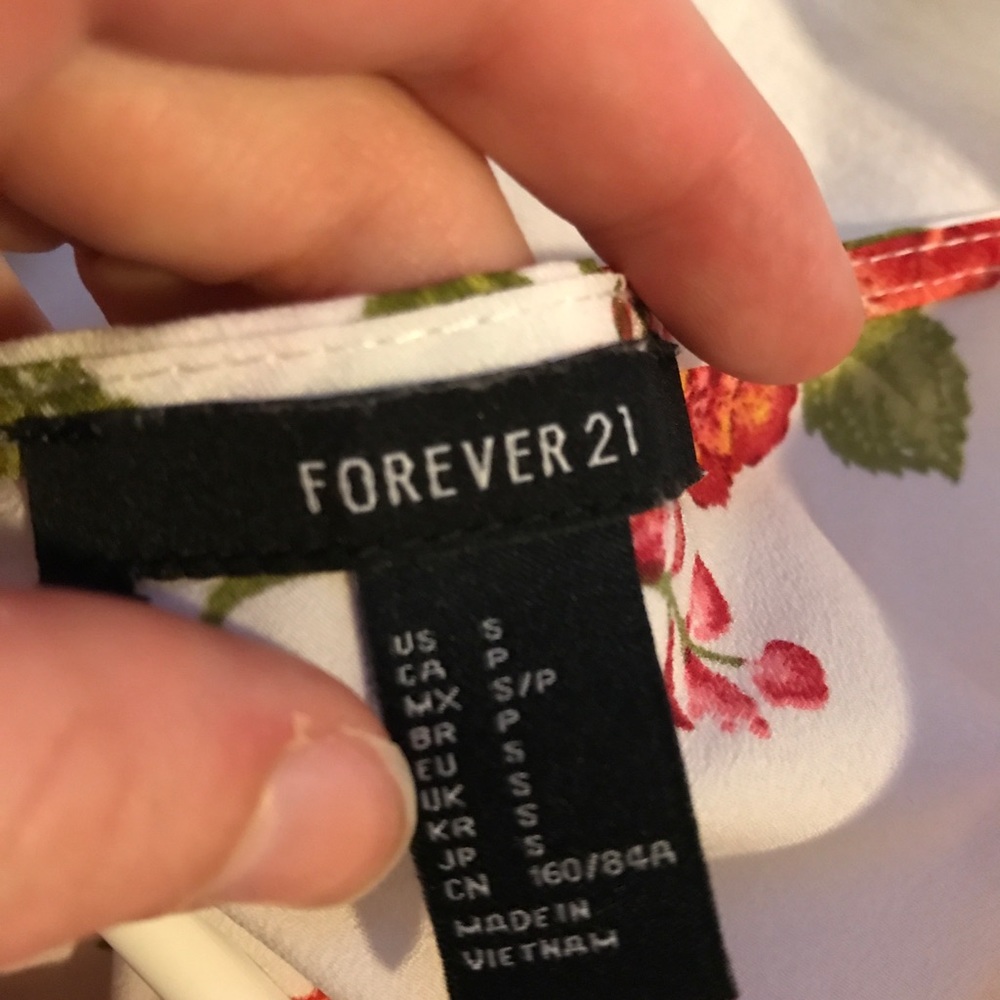 FOREVER 21
US S
CA P
MX S/P
BR P
EU S
UK S
KR S
JP S
CN 160/84A
MADE IN
VIETNAM